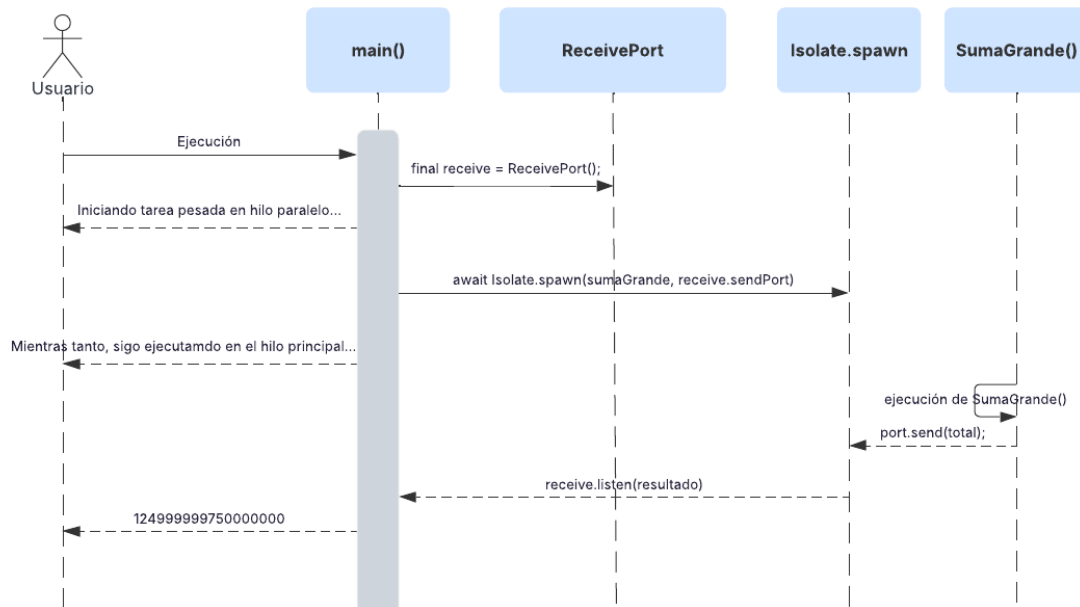 Usuario
main()
ReceivePort
Isolate.spawn
SumaGrande()
Ejecución
final receive = ReceivePort();
Iniciando tarea pesada en hilo paralelo...
await Isolate.spawn(sumaGrande, receive.sendPort)
Mientras tanto, sigo ejecutamdo en el hilo principal...
ejecución de SumaGrande()
port.send(total);
receive.listen(resultado)
124999999750000000